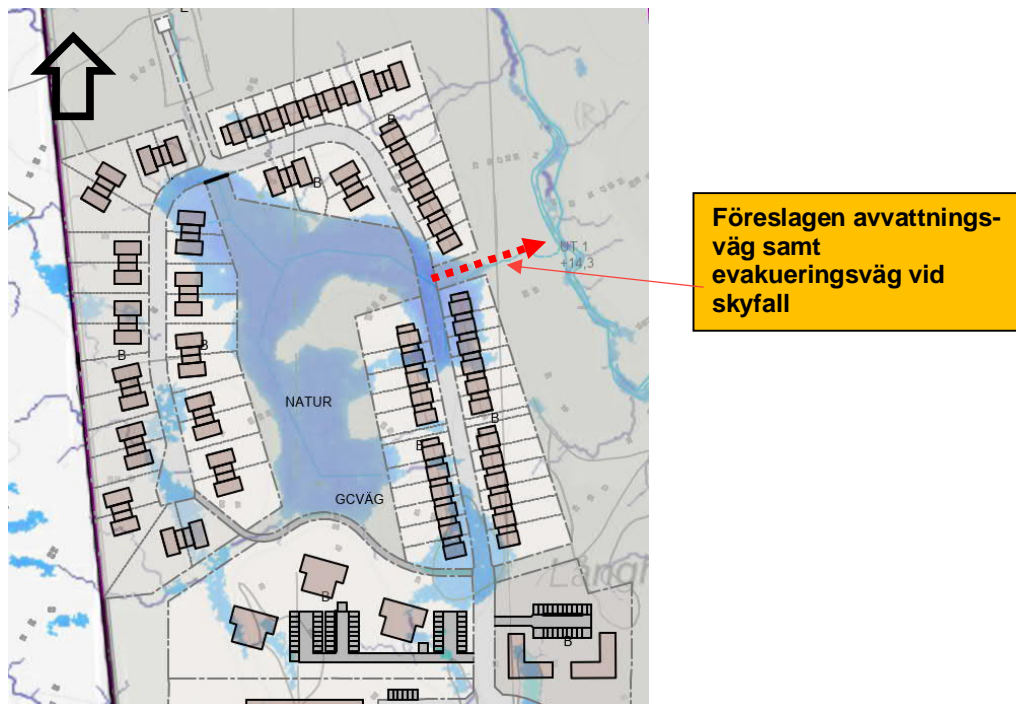 B
B
(R)
Föreslagen avvattnings-
väg samt
evakueringsväg vid
skyfall
UT 1
+14,3
B
B
NATUR
B
B
GCVÄG
B
B